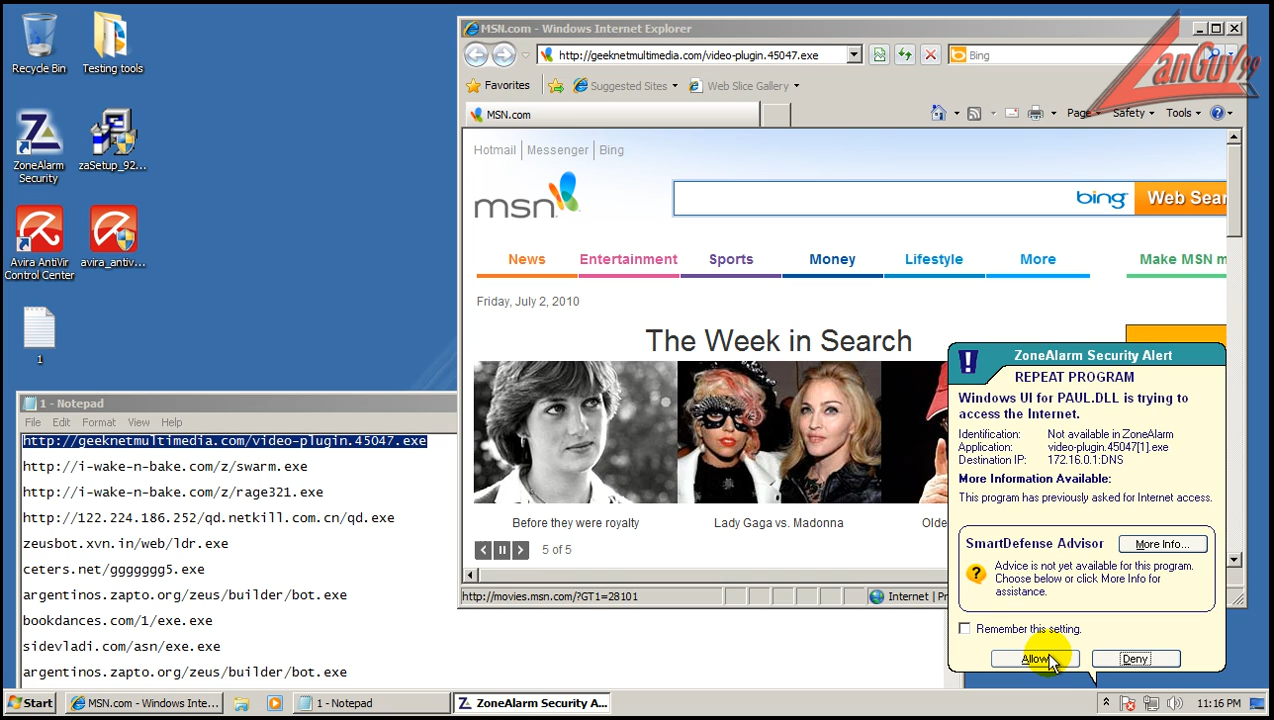 Recycle Bin
Testing tools
ZoneAlarm
Security
zaSetup_92...
Avira AntiVir
Control Center
avira_antiv...
1
MSN.com - Windows Internet Explorer
http://geeknetmultimedia.com/video-plugin.45047.exe
Bing
LanGuy99
Favorites
Suggested Sites
Web Slice Gallery
MSN.com
Page
Safety
Tools
Hotmail
Messenger
Bing
msn
bing
Web Sear
News
Entertainment
Sports
Money
Lifestyle
More
Make MSN m
Friday, July 2, 2010
The Week in Search
Before they were royalty
Lady Gaga vs. Madonna
Olde
5 of 5
http://movies.msn.com/?GT1=28101
Internet | Pr
1 - Notepad
File Edit Format View Help
http://geeknetmultimedia.com/video-plugin.45047.exe
http://i-wake-n-bake.com/z/swarm.exe
http://i-wake-n-bake.com/z/rage321.exe
http://122.224.186.252/qd.netkill.com.cn/qd.exe
zeusbot.xvn.in/web/ldr.exe
ceters.net/ggggggg5.exe
argentinos.zapto.org/zeus/builder/bot.exe
bookdances.com/1/exe.exe
sidevladi.com/asn/exe.exe
argentinos.zapto.org/zeus/builder/bot.exe
ZoneAlarm Security Alert
REPEAT PROGRAM
Windows UI for PAUL.DLL is trying to
access the Internet.
Identification: Not available in ZoneAlarm
Application: video-plugin.45047[1].exe
Destination IP: 172.16.0.1:DNS
More Information Available:
This program has previously asked for Internet access.
SmartDefense Advisor
More Info...
Advice is not yet available for this program.
Choose below or click More Info for
assistance.
Remember this setting.
Allow
Deny
Start
MSN.com - Windows Int...
1 - Notepad
ZoneAlarm Security A...
11:16 PM